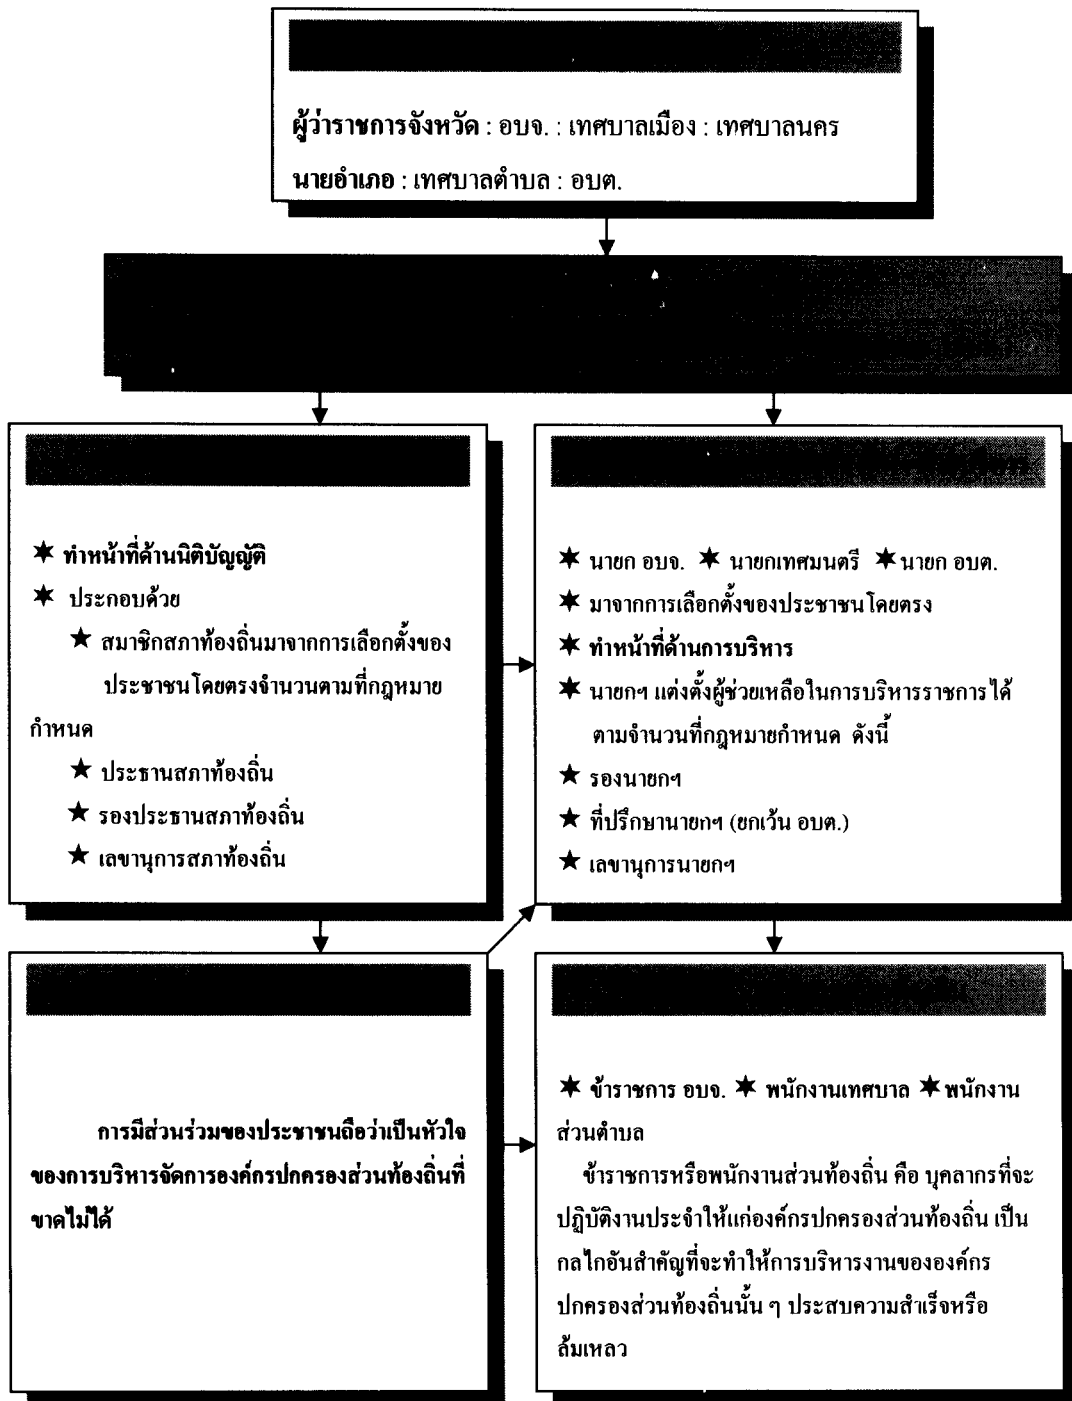 ผู้ว่าราชการจังหวัด : อบจ. : เทศบาลเมือง : เทศบาลนคร
นายอำเภอ : เทศบาลตำบล : อบต.
✶ ทำหน้าที่ด้านนิติบัญญัติ
✶ ประกอบด้วย
★ สมาชิกสภาท้องถิ่นมาจากการเลือกตั้งของ
ประชาชนโดยตรงจำนวนตามที่กฎหมาย
กำหนด
★ ประธานสภาท้องถิ่น
★ รองประธานสภาท้องถิ่น
★ เลขานุการสภาท้องถิ่น
✶ นายก อบจ. ✶ นายกเทศมนตรี ✶ นายก อบต.
✶ มาจากการเลือกตั้งของประชาชนโดยตรง
✶ ทำหน้าที่ด้านการบริหาร
✶ นายกฯ แต่งตั้งผู้ช่วยเหลือในการบริหารราชการได้
ตามจำนวนที่กฎหมายกำหนด ดังนี้
★ รองนายกฯ
★ ที่ปรึกษานายกฯ (ยกเว้น อบต.)
★ เลขานุการนายกฯ
การมีส่วนร่วมของประชาชนถือว่าเป็นหัวใจ
ของการบริหารจัดการองค์กรปกครองส่วนท้องถิ่นที่
ขาดไม่ได้
✶ ข้าราชการ อบจ. ✶ พนักงานเทศบาล ✶ พนักงาน
ส่วนตำบล
ข้าราชการหรือพนักงานส่วนท้องถิ่น คือ บุคลากรที่จะ
ปฏิบัติงานประจำให้แก่องค์กรปกครองส่วนท้องถิ่น เป็น
กลไกอันสำคัญที่จะทำให้การบริหารงานขององค์กร
ปกครองส่วนท้องถิ่นนั้น ๆ ประสบความสำเร็จหรือ
ล้มเหลว